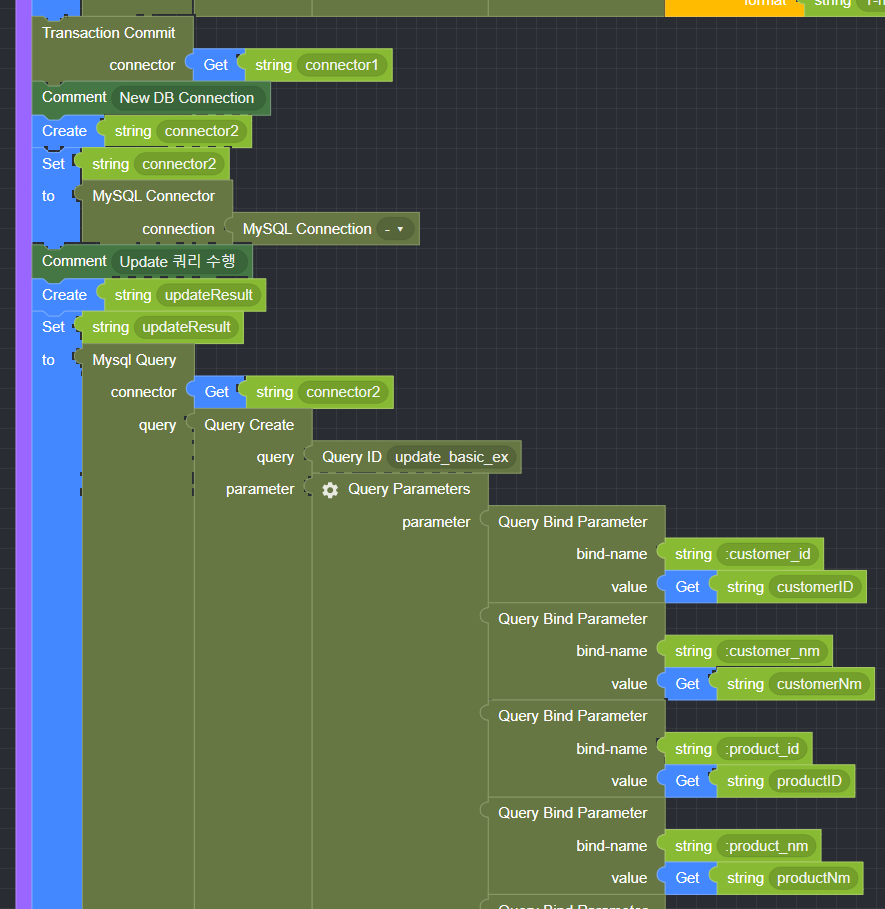 format string
Transaction Commit
connector Get string connector1
Comment New DB Connection
Create string connector2
Set string connector2
to MySQL Connector
connection MySQL Connection -
Comment Update 쿼리 수행
Create string updateResult
Set string updateResult
to Mysql Query
connector Get string connector2
query Query Create
query Query ID update_basic_ex
parameter Query Parameters
parameter Query Bind Parameter
bind-name string :customer_id
value Get string customerID
Query Bind Parameter
bind-name string :customer_nm
value Get string customerNm
Query Bind Parameter
bind-name string :product_id
value Get string productID
Query Bind Parameter
bind-name string :product_nm
value Get string productNm
Query Bind Parameter